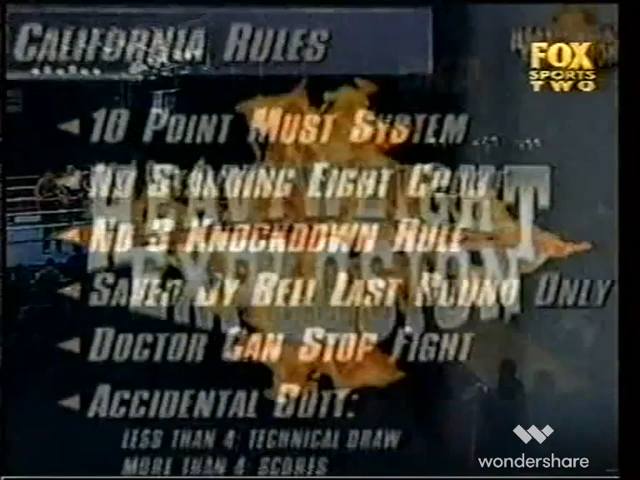 CALIFORNIA RULES
FOX
SPORTS
TWO
10 POINT MUST SYSTEM
NO STANDING EIGHT COUNT
HEAVYWEIGHT
NO 3 KNOCKDOWN RULE
EXPLOSION
SAVED BY BELL LAST ROUND ONLY
DOCTOR CAN STOP FIGHT
ACCIDENTAL BUTT:
LESS THAN 4: TECHNICAL DRAW
MORE THAN 4: SCORES
wondershare